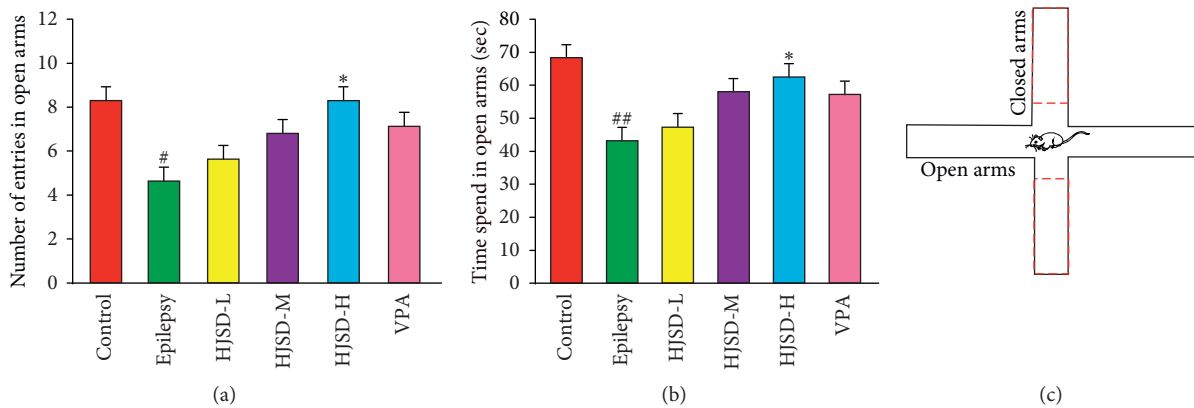 12
10
8
6
4
2
0
Number of entries in open arms
#
*
Control
Epilepsy
HJSD-L
HJSD-M
HJSD-H
VPA
(a)
80
70
60
50
40
30
20
10
0
Time spend in open arms (sec)
##
*
Control
Epilepsy
HJSD-L
HJSD-M
HJSD-H
VPA
(b)
Closed arms
Open arms
(c)